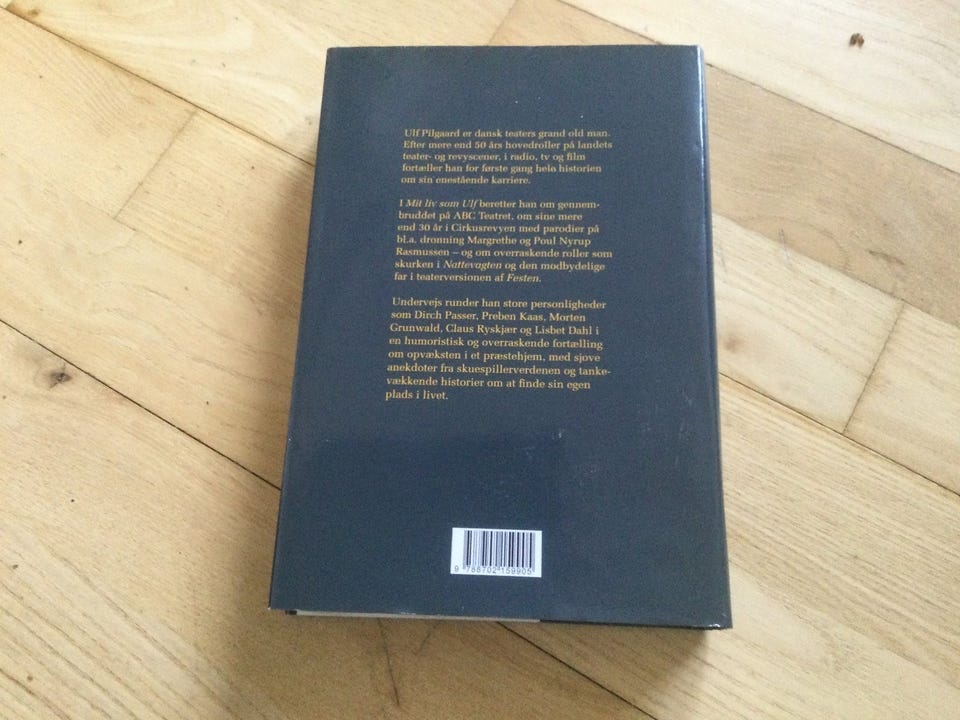 Ulf Pilgaard er dansk teaters grand old man.
Efter mere end 50 års hovedroller på landets
teater- og revyscener, i radio, tv og film
fortæller han for første gang hele historien
om sin enestående karriere.
I Mit liv som Ulf beretter han om gennem-
bruddet på ABC Teatret, om sine mere
end 30 år i Cirkusrevyen med parodier på
bl.a. dronning Margrethe og Poul Nyrup
Rasmussen – og om overraskende roller som
skurken i Nattevagten og den modbydelige
far i teaterversionen af Festen.
Undervejs runder han store personligheder
som Dirch Passer, Preben Kaas, Morten
Grunwald, Claus Ryskjær og Lisbet Dahl i
en humoristisk og overraskende fortælling
om opvæksten i et præstehjem, med sjove
anekdoter fra skuespillerverdenen og tanke-
vækkende historier om at finde sin egen
plads i livet.
9 788702 159905